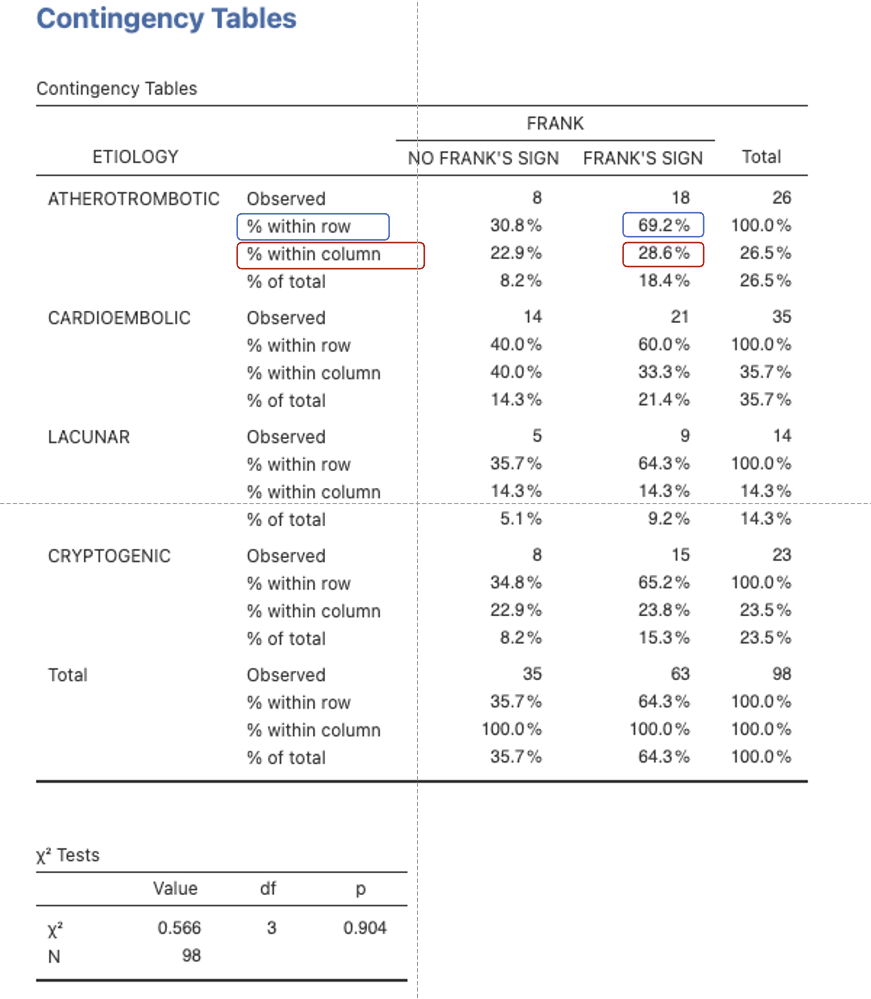 Contingency Tables
Contingency Tables
FRANK
ETIOLOGY NO FRANK'S SIGN FRANK'S SIGN Total
ATHEROTROMBOTIC Observed 8 18 26
% within row 30.8% 69.2% 100.0%
% within column 22.9% 28.6% 26.5%
% of total 8.2% 18.4% 26.5%
CARDIOEMBOLIC Observed 14 21 35
% within row 40.0% 60.0% 100.0%
% within column 40.0% 33.3% 35.7%
% of total 14.3% 21.4% 35.7%
LACUNAR Observed 5 9 14
% within row 35.7% 64.3% 100.0%
% within column 14.3% 14.3% 14.3%
% of total 5.1% 9.2% 14.3%
CRYPTOGENIC Observed 8 15 23
% within row 34.8% 65.2% 100.0%
% within column 22.9% 23.8% 23.5%
% of total 8.2% 15.3% 23.5%
Total Observed 35 63 98
% within row 35.7% 64.3% 100.0%
% within column 100.0% 100.0% 100.0%
% of total 35.7% 64.3% 100.0%
χ² Tests
Value df p
χ² 0.566 3 0.904
N 98